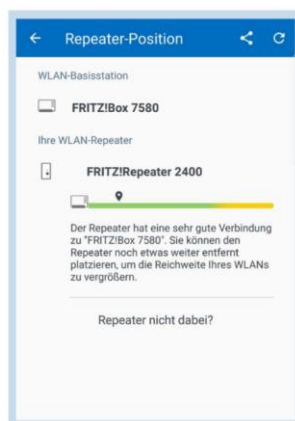 Repeater-Position
WLAN-Basisstation
FRITZ!Box 7580
Ihre WLAN-Repeater
FRITZ!Repeater 2400
Der Repeater hat eine sehr gute Verbindung
zu "FRITZ!Box 7580". Sie können den
Repeater noch etwas weiter entfernt
platzieren, um die Reichweite Ihres WLANs
zu vergrößern.
Repeater nicht dabei?